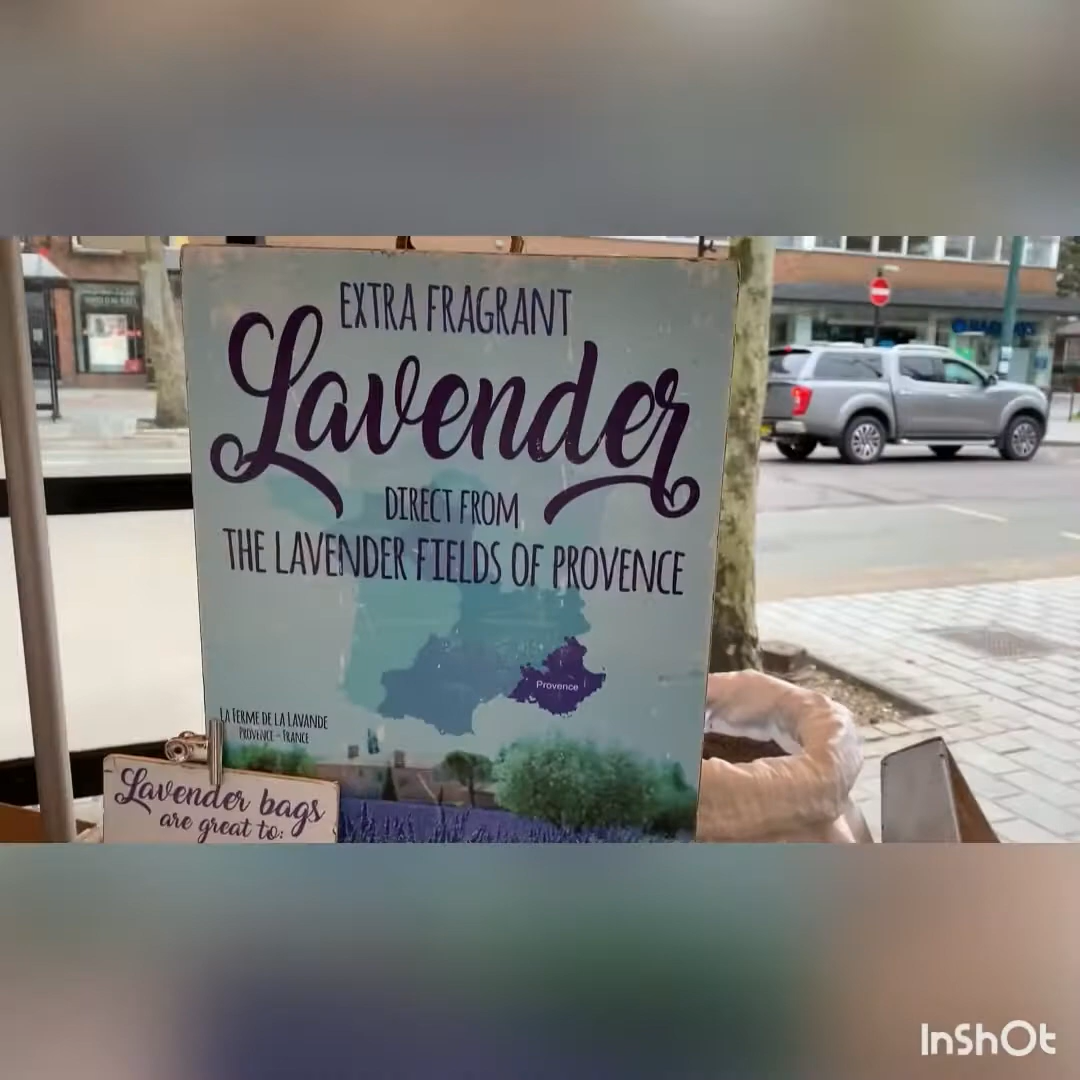 EXTRA FRAGRANT
Lavender
DIRECT FROM
THE LAVENDER FIELDS OF PROVENCE
Provence
LA FERME DE LA LAVANDE
PROVENCE - FRANCE
Lavender bags
are great to:
InShOt